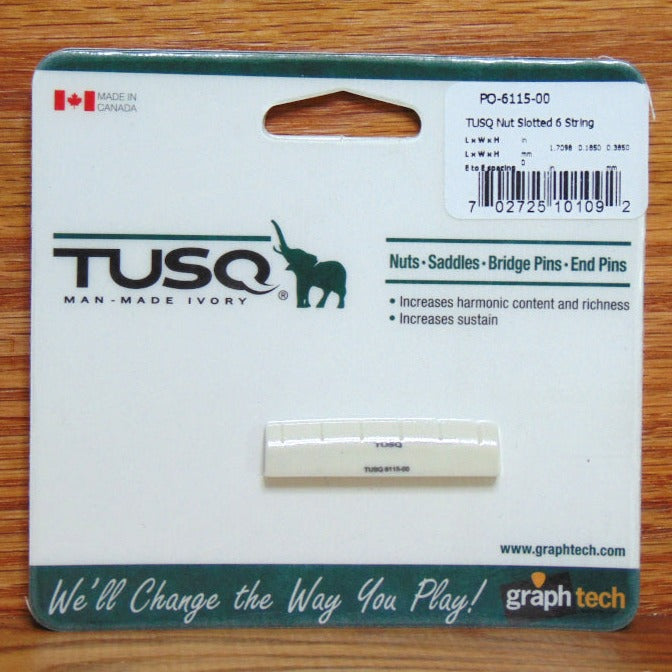 MADE IN
CANADA
PQ-6115-00
TUSQ Nut Slotted 6 String
L x W x H in
L x W x H mm 1.7098 0.1850 0.3850
0
E to E spacing in mm
7 02725 10109 2
TUSQ®
MAN-MADE IVORY
Nuts • Saddles • Bridge Pins • End Pins
• Increases harmonic content and richness
• Increases sustain
TUSQ
TUSQ 6115-00
www.graphtech.com
We'll Change the Way You Play!
graph tech